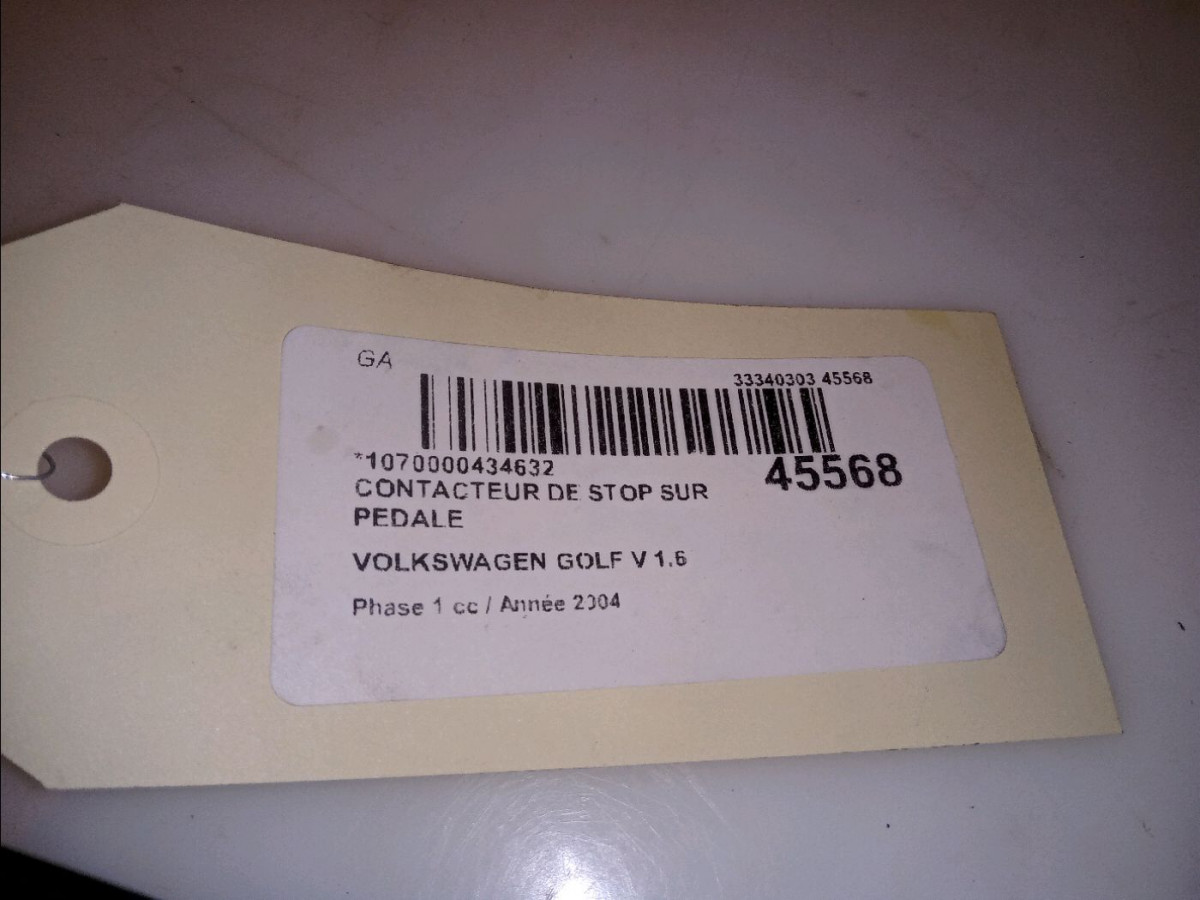 GA
33340303 45568
*1070000434632
45568
CONTACTEUR DE STOP SUR
PEDALE
VOLKSWAGEN GOLF V 1.6
Phase 1 cc / Année 2004